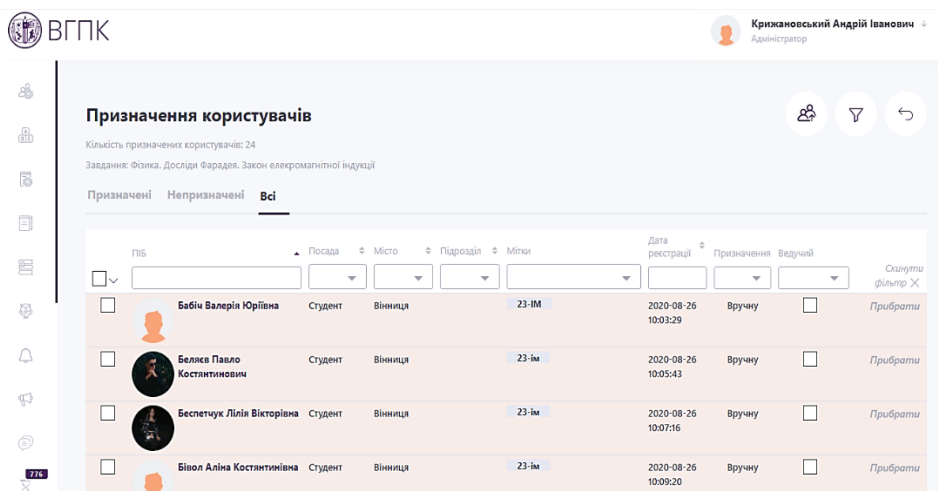 ВГПК
Крижановський Андрій Іванович
Адміністратор
Призначення користувачів
Кількість призначених користувачів: 24
Завдання: Фізика. Досліди Фарадея. Закон елекромагнітної індукції
Призначені Непризначені Всі
ПІБ Посада Місто Підрозділ Мітки Дата реєстрації Призначення Ведучий
Скинути фільтр
Бабіч Валерія Юріївна Студент Вінниця 23-ІМ 2020-08-26 Вручну Прибрати
10:03:29
Беляєв Павло Студент Вінниця 23-ім 2020-08-26 Вручну Прибрати
Костянтинович 10:05:43
Беспетчук Лілія Вікторівна Студент Вінниця 23-ім 2020-08-26 Вручну Прибрати
10:07:16
Бівол Аліна Костянтинівна Студент Вінниця 23-ім 2020-08-26 Вручну Прибрати
10:09:20
776